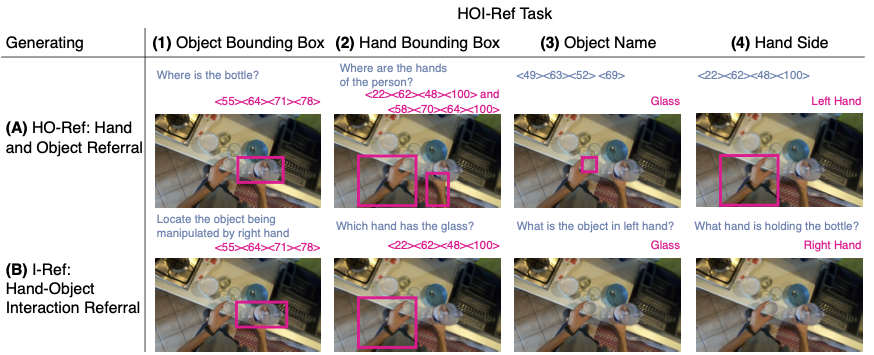 HOI-Ref Task
Generating
(1) Object Bounding Box
(2) Hand Bounding Box
(3) Object Name
(4) Hand Side
(A) HO-Ref: Hand
and Object Referral
Where is the bottle?
<55><64><71><78>
Where are the hands
of the person?
<22><62><48><100> and
<58><70><64><100>
<49><63><52> <69>
Glass
<22><62><48><100>
Left Hand
(B) I-Ref:
Hand-Object
Interaction Referral
Locate the object being
manipulated by right hand
<55><64><71><78>
Which hand has the glass?
<22><62><48><100>
What is the object in left hand?
Glass
What hand is holding the bottle?
Right Hand